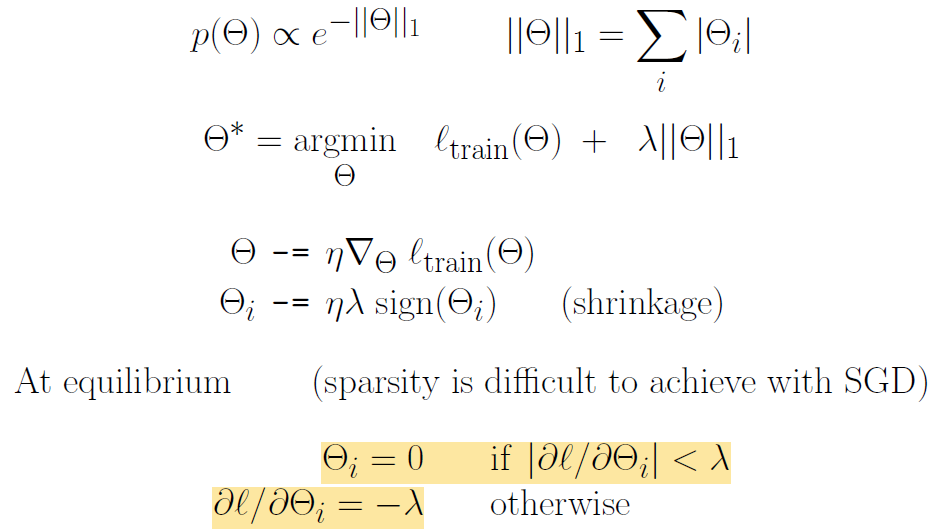 p(Θ) ∝ e^{-||Θ||_1}    ||Θ||_1 = ∑_i |Θ_i|
Θ* = argmin_Θ ℓ_train(Θ) + λ||Θ||_1
Θ -= η∇_Θ ℓ_train(Θ)
Θ_i -= ηλ sign(Θ_i)    (shrinkage)
At equilibrium    (sparsity is difficult to achieve with SGD)
Θ_i = 0    if |∂ℓ/∂Θ_i| < λ
∂ℓ/∂Θ_i = −λ    otherwise